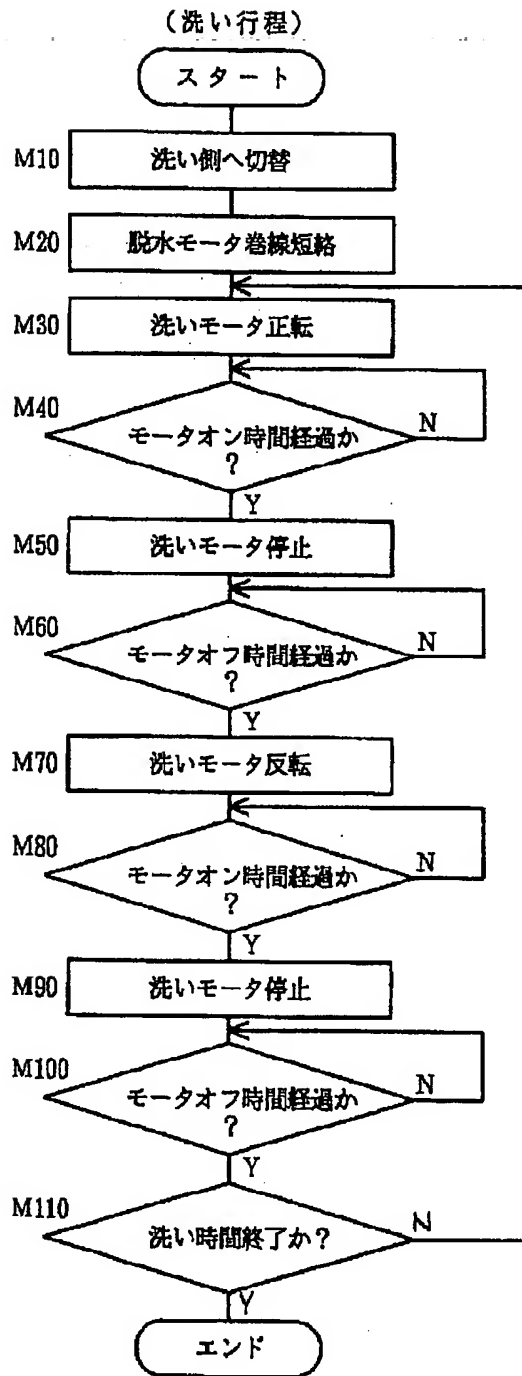 (洗い行程)
スタート
M10
洗い側へ切替
M20
脱水モータ巻線短絡
M30
洗いモータ正転
M40
モータオン時間経過か
?
N
Y
M50
洗いモータ停止
M60
モータオフ時間経過か
?
N
Y
M70
洗いモータ反転
M80
モータオン時間経過か
?
N
Y
M90
洗いモータ停止
M100
モータオフ時間経過か
?
N
Y
M110
洗い時間終了か?
N
Y
エンド